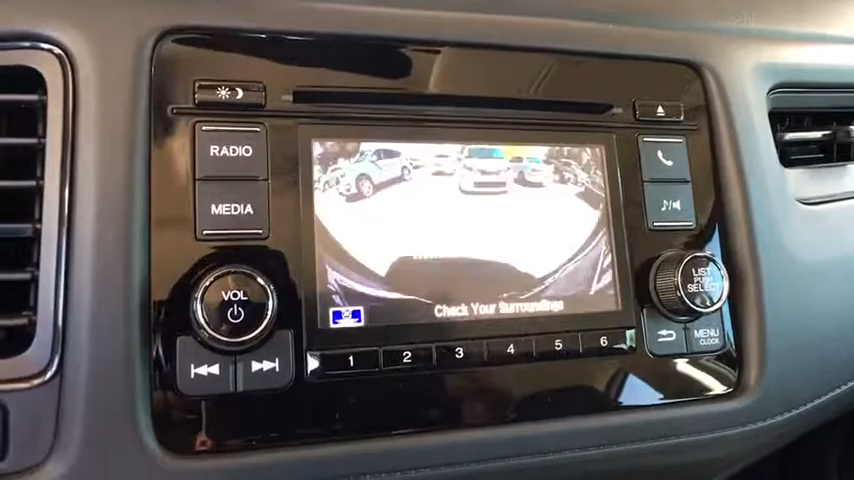 RADIO
MEDIA
VOL
Check Your Surroundings
1 2 3 4 5 6
LIST
PUSH
SELECT
MENU
CLOCK